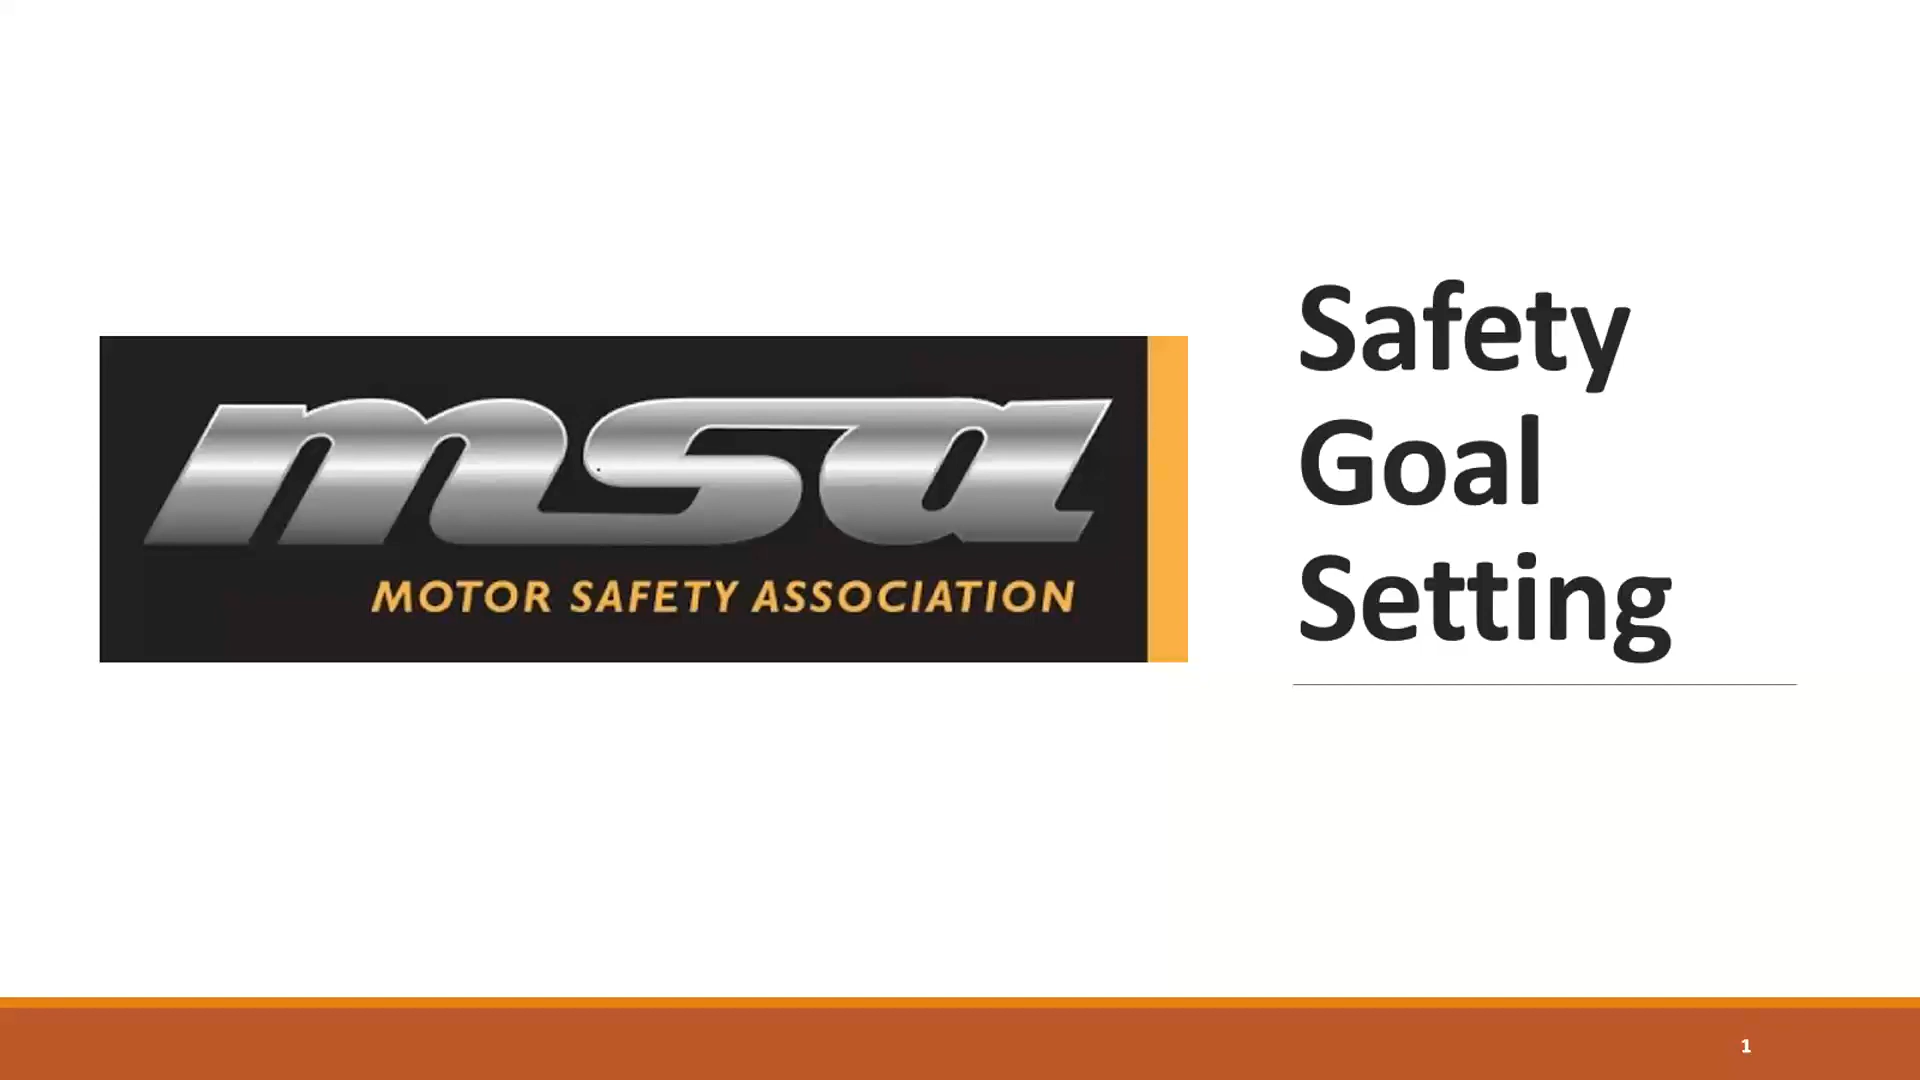 msa
MOTOR SAFETY ASSOCIATION
Safety
Goal
Setting
1